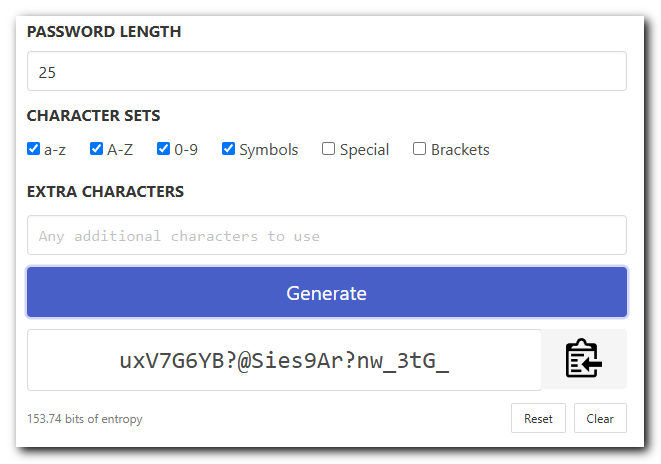 PASSWORD LENGTH
25
CHARACTER SETS
a-z A-Z 0-9 Symbols Special Brackets
EXTRA CHARACTERS
Any additional characters to use
Generate
uxV7G6YB?@Sies9Ar?nw_3tG_
153.74 bits of entropy Reset Clear